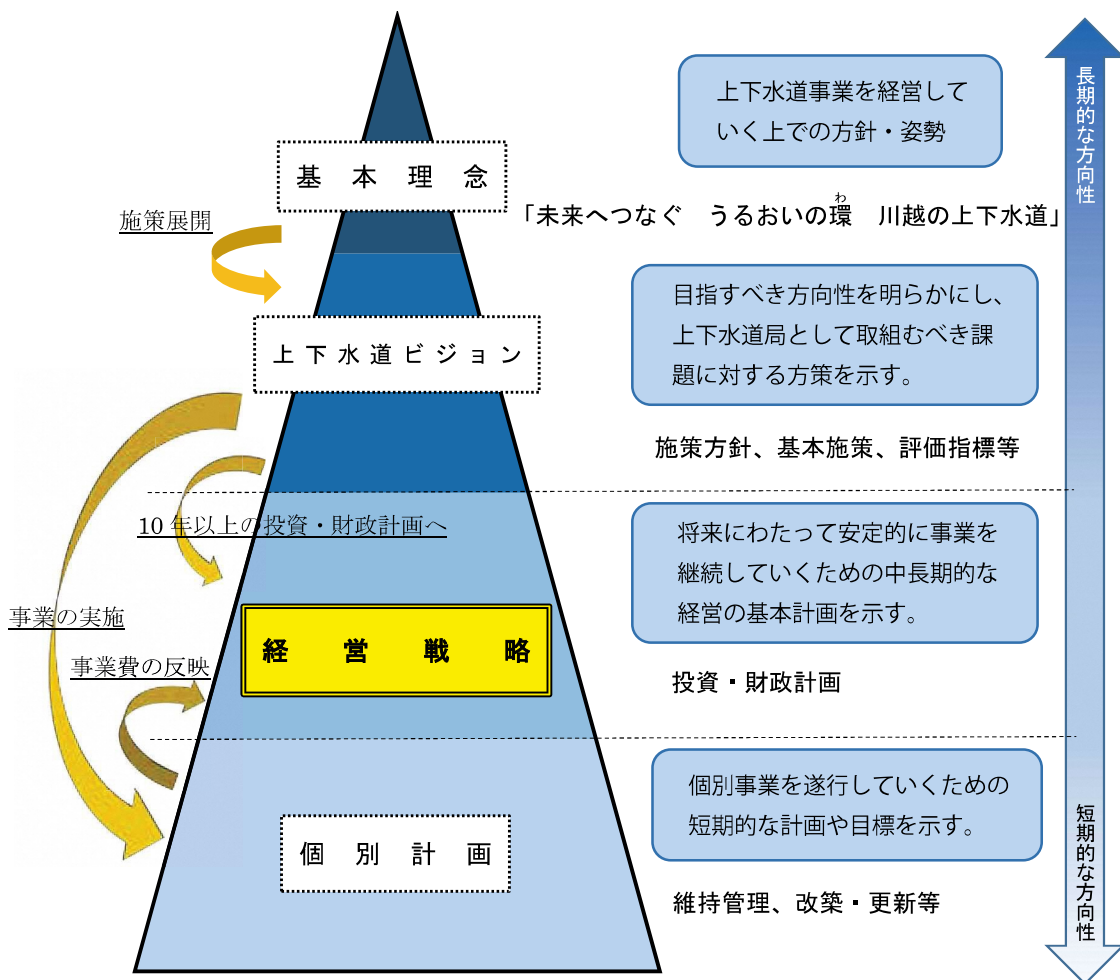 上下水道事業を経営して
いく上での方針・姿勢
長期的な方向性
基本理念
施策展開
わ
「未来へつなぐ　うるおいの環　川越の上下水道」
目指すべき方向性を明らかにし、
上下水道局として取組むべき課
題に対する方策を示す。
上下水道ビジョン
施策方針、基本施策、評価指標等
10年以上の投資・財政計画へ
将来にわたって安定的に事業を
継続していくための中長期的な
経営の基本計画を示す。
事業の実施
経営戦略
事業費の反映
投資・財政計画
個別事業を遂行していくための
短期的な計画や目標を示す。
短期的な方向性
個別計画
維持管理、改築・更新等